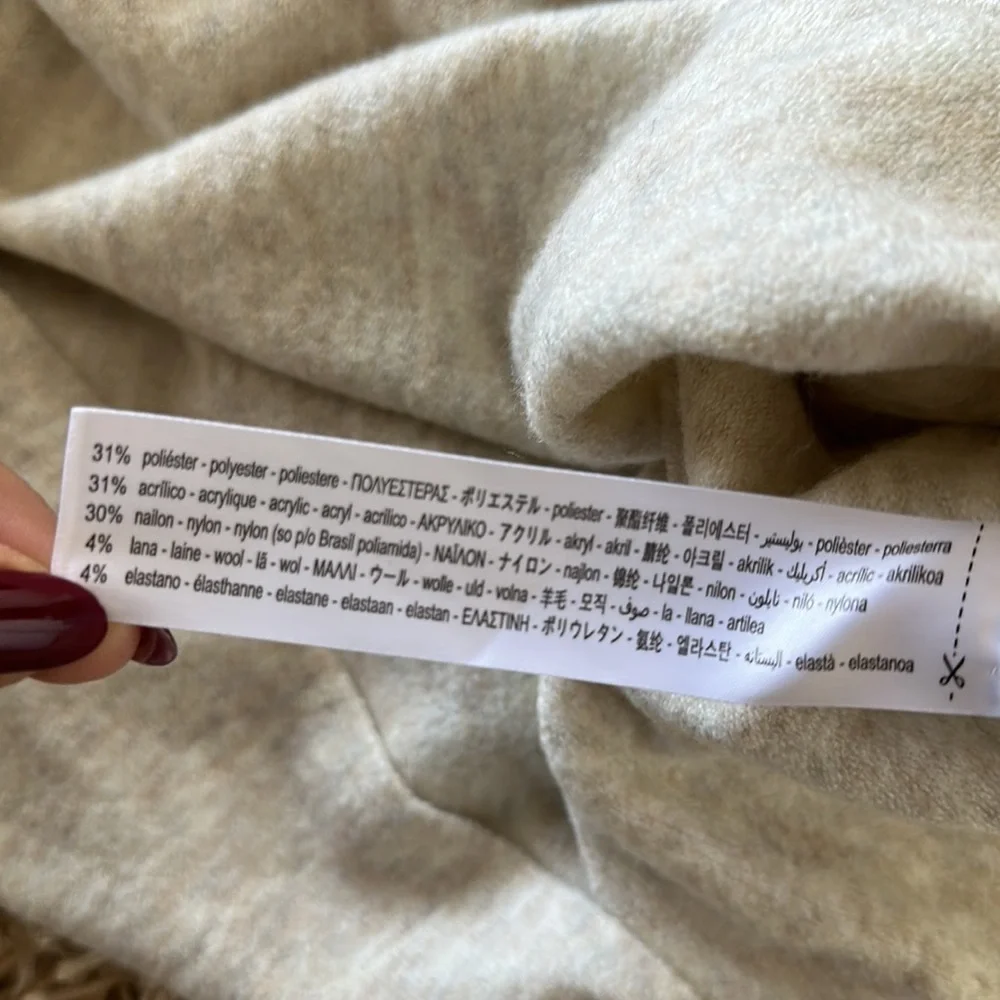 31% poliéster - polyester - poliestere - ΠΟΛΥΕΣΤΕΡΑΣ - ポリエステル - poliester - 聚酯纤维 - 폴리에스터 - بوليستير - polièster - poliesterra
31% acrílico - acrylique - acrylic - acryl - acrilico - ΑΚΡΥΛΙΚΟ - アクリル - akryl - akril - 腈纶 - 아크릴 - akrilik - أكريليك - acrílic - akrilikoa
30% nailon - nylon - nylon (so p/o Brasil poliamida) - ΝΑΪΛΟΝ - ナイロン - najlon - 锦纶 - 나일론 - nilon - نايلون - niló - nylona
4% lana - laine - wool - lã - wol - ΜΑΛΛΙ - ウール - wolle - uld - volna - 羊毛 - 모직 - صوف - la - llana - artilea
4% elastano - élasthanne - elastane - elastaan - elastan - ΕΛΑΣΤΙΝΗ - ポリウレタン - 氨纶 - 엘라스탄 - - elastà - elastanoa